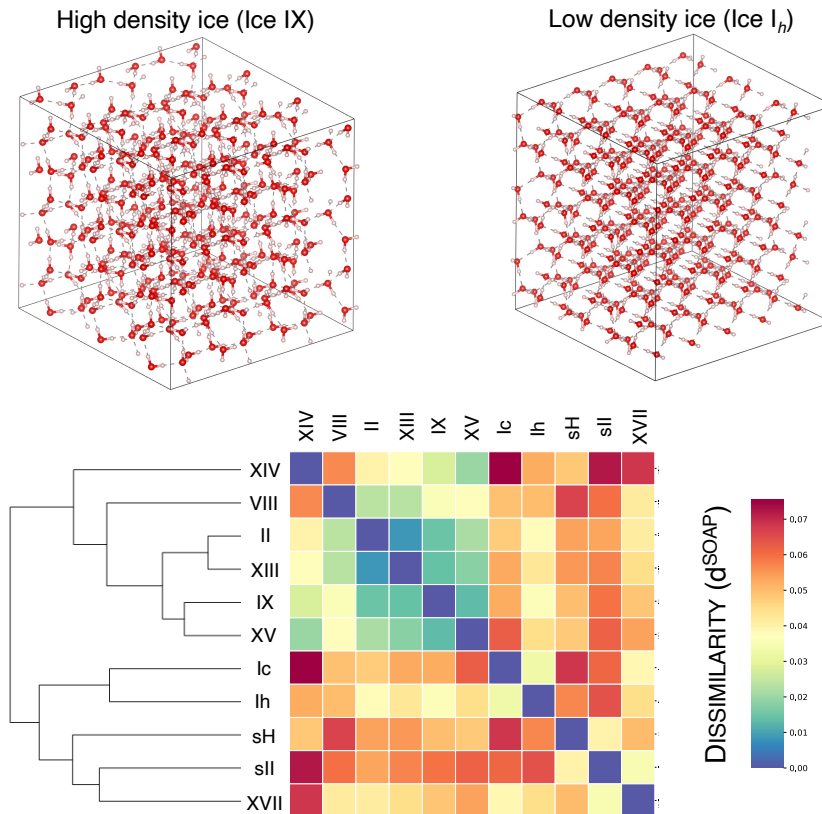 High density ice (Ice IX)
Low density ice (Ice Ih)
XIV VIII II XIII IX XV Ic Ih sH sII XVII
XIV
VIII
II
XIII
IX
XV
Ic
Ih
sH
sII
XVII
DISSIMILARITY (dSOAP)
0,07
0,06
0,05
0,04
0,03
0,02
0,01
0,00